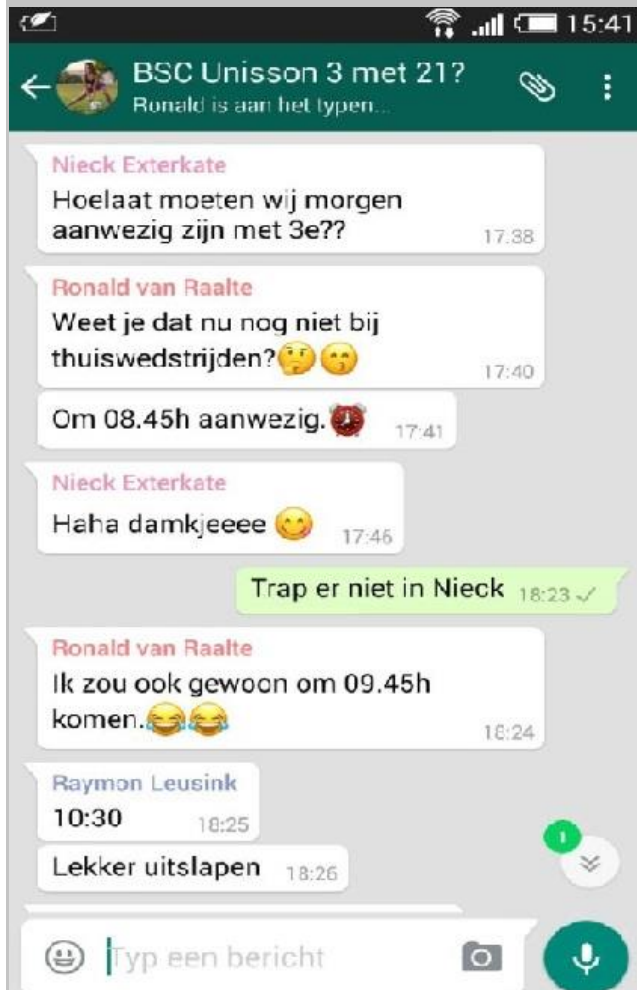 15:41
BSC Unisson 3 met 21?
Ronald is aan het typen...
Nieck Exterkate
Hoelaat moeten wij morgen
aanwezig zijn met 3e??
17:38
Ronald van Raalte
Weet je dat nu nog niet bij
thuiswedstrijden?🤔😙
17:40
Om 08.45h aanwezig.⏰
17:41
Nieck Exterkate
Haha damkjeeee 😋
17:46
Trap er niet in Nieck 18:23
Ronald van Raalte
Ik zou ook gewoon om 09.45h
komen.😂😂
18:24
Raymon Leusink
10:30 18:25
Lekker uitslapen 18:26
1
Typ een bericht